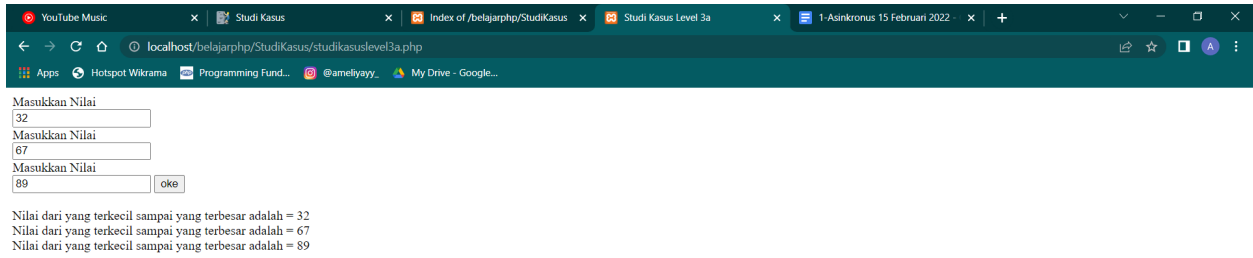 YouTube Music Studi Kasus Index of /belajarphp/StudiKasus Studi Kasus Level 3a 1-Asinkronus 15 Februari 2022 -
localhost/belajarphp/StudiKasus/studikasuslevel3a.php A
Apps Hotspot Wikrama Programming Fund... @ameliyayy_ My Drive - Google...
Masukkan Nilai
32
Masukkan Nilai
67
Masukkan Nilai
89 oke
Nilai dari yang terkecil sampai yang terbesar adalah = 32
Nilai dari yang terkecil sampai yang terbesar adalah = 67
Nilai dari yang terkecil sampai yang terbesar adalah = 89